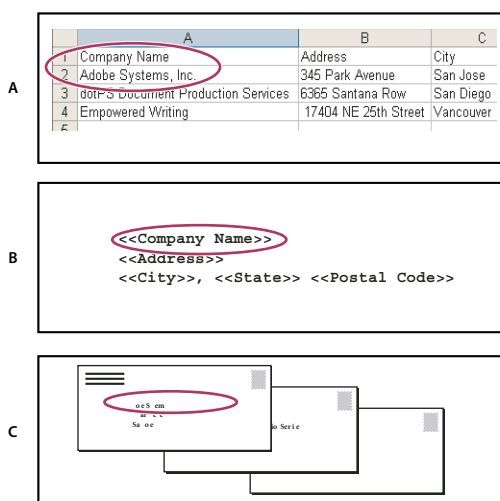 A
A B C
1 Company Name Address City
2 Adobe Systems, Inc. 345 Park Avenue San Jose
3 dotPS Document Production Services 6365 Santana Row San Diego
4 Empowered Writing 17404 NE 25th Street Vancouver
5
B
<<Company Name>>
<<Address>>
<<City>>, <<State>> <<Postal Code>>
C